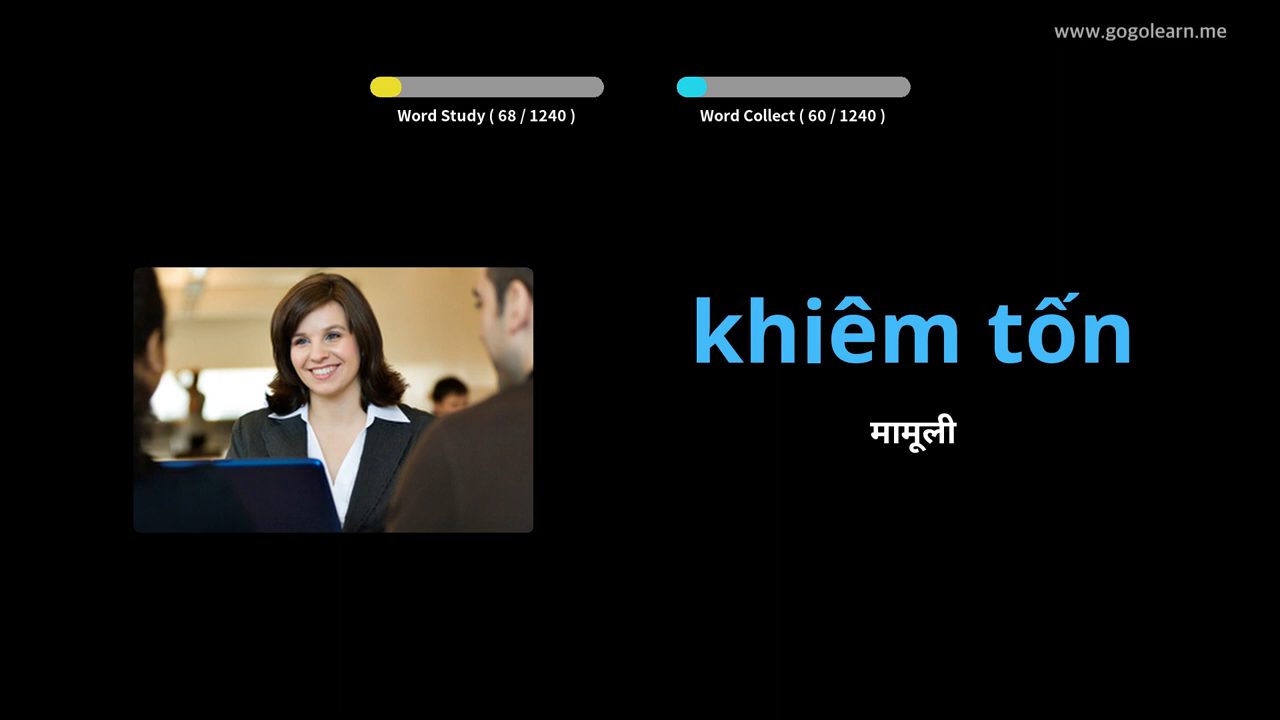 www.gogolearn.me
Word Study ( 68 / 1240 )
Word Collect ( 60 / 1240 )
khiêm tốn
मामूली